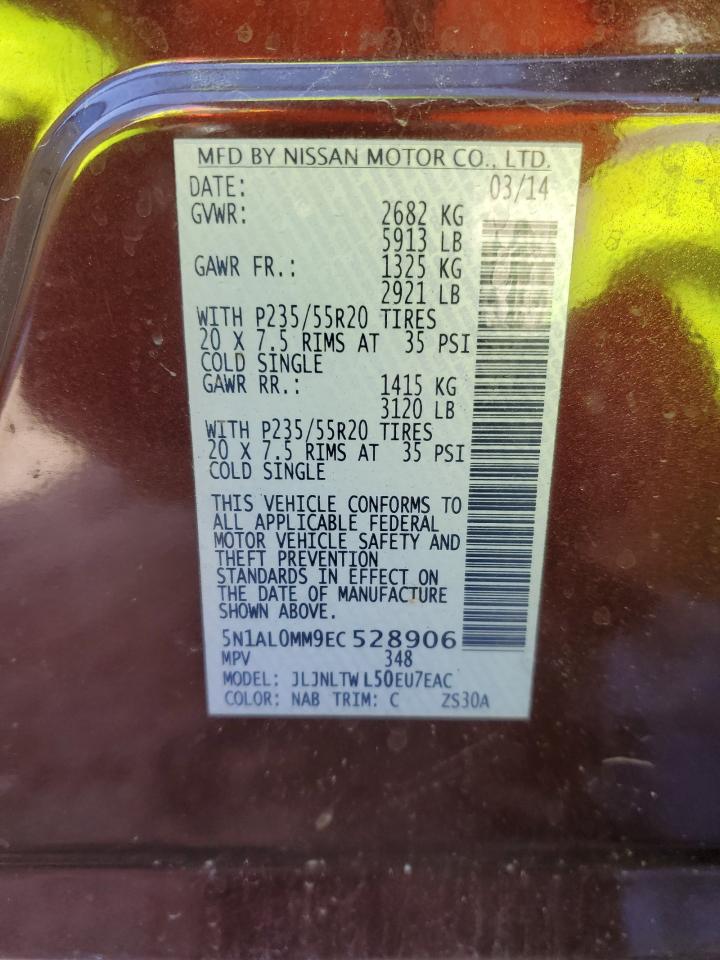 MFD BY NISSAN MOTOR CO., LTD.
DATE: 03/14
GVWR: 2682 KG
5913 LB
GAWR FR.: 1325 KG
2921 LB
WITH P235/55R20 TIRES
20 X 7.5 RIMS AT 35 PSI
COLD SINGLE
GAWR RR.: 1415 KG
3120 LB
WITH P235/55R20 TIRES
20 X 7.5 RIMS AT 35 PSI
COLD SINGLE
THIS VEHICLE CONFORMS TO
ALL APPLICABLE FEDERAL
MOTOR VEHICLE SAFETY AND
THEFT PREVENTION
STANDARDS IN EFFECT ON
THE DATE OF MANUFACTURE
SHOWN ABOVE.
5N1AL0MM9EC 528906
MPV 348
MODEL: JLJNLTW L50EU7EAC
COLOR: NAB TRIM: C ZS30A